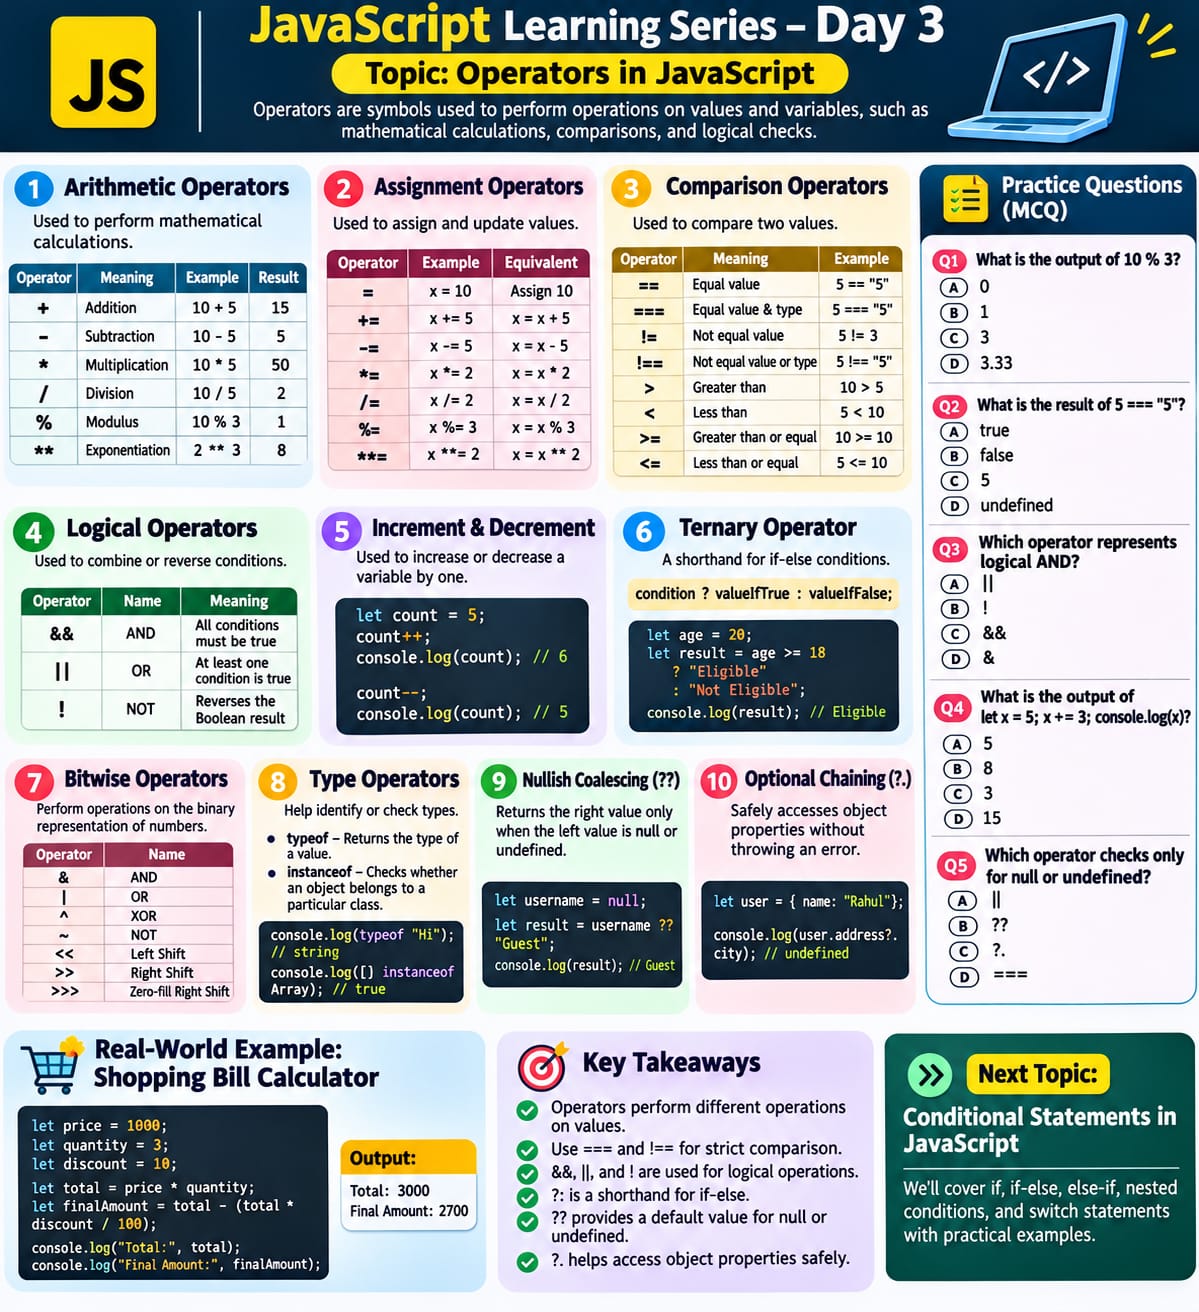 JS
JavaScript Learning Series – Day 3
Topic: Operators in JavaScript
Operators are symbols used to perform operations on values and variables, such as
mathematical calculations, comparisons, and logical checks.
</>
1 Arithmetic Operators
Used to perform mathematical
calculations.
Operator Meaning Example Result
+ Addition 10 + 5 15
- Subtraction 10 - 5 5
* Multiplication 10 * 5 50
/ Division 10 / 5 2
% Modulus 10 % 3 1
** Exponentiation 2 ** 3 8
2 Assignment Operators
Used to assign and update values.
Operator Example Equivalent
= x = 10 Assign 10
+= x += 5 x = x + 5
-= x -= 5 x = x - 5
*= x *= 2 x = x * 2
/= x /= 2 x = x / 2
%= x %= 3 x = x % 3
**= x **= 2 x = x ** 2
3 Comparison Operators
Used to compare two values.
Operator Meaning Example
== Equal value 5 == "5"
=== Equal value & type 5 === "5"
!= Not equal value 5 != 3
!== Not equal value or type 5 !== "5"
> Greater than 10 > 5
< Less than 5 < 10
>= Greater than or equal 10 >= 10
<= Less than or equal 5 <= 10
4 Logical Operators
Used to combine or reverse conditions.
Operator Name Meaning
&& AND All conditions
must be true
|| OR At least one
condition is true
! NOT Reverses the
Boolean result
5 Increment & Decrement
Used to increase or decrease a
variable by one.
let count = 5;
count++;
console.log(count); // 6
count--;
console.log(count); // 5
6 Ternary Operator
A shorthand for if-else conditions.
condition ? valueIfTrue : valueIfFalse;
let age = 20;
let result = age >= 18
? "Eligible"
: "Not Eligible";
console.log(result); // Eligible
7 Bitwise Operators
Perform operations on the binary
representation of numbers.
Operator Name
& AND
| OR
^ XOR
~ NOT
<< Left Shift
>> Right Shift
>>> Zero-fill Right Shift
8 Type Operators
Help identify or check types.
• typeof – Returns the type of
a value.
• instanceof – Checks whether
an object belongs to a
particular class.
console.log(typeof "Hi");
// string
console.log([] instanceof
Array); // true
9 Nullish Coalescing (??)
Returns the right value only
when the left value is null or
undefined.
let username = null;
let result = username ??
"Guest";
console.log(result); // Guest
10 Optional Chaining (?.)
Safely accesses object
properties without
throwing an error.
let user = { name: "Rahul"};
console.log(user.address?.
city); // undefined
Practice Questions
(MCQ)
Q1 What is the output of 10 % 3?
A 0
B 1
C 3
D 3.33
Q2 What is the result of 5 === "5"?
A true
B false
C 5
D undefined
Q3 Which operator represents
logical AND?
A ||
B !
C &&
D &
Q4 What is the output of
let x = 5; x += 3; console.log(x)?
A 5
B 8
C 3
D 15
Q5 Which operator checks only
for null or undefined?
A ||
B ??
C ?.
D ===
Real-World Example:
Shopping Bill Calculator
let price = 1000;
let quantity = 3;
let discount = 10;
let total = price * quantity;
let finalAmount = total - (total *
discount / 100);
console.log("Total:", total);
console.log("Final Amount:", finalAmount);
Output:
Total: 3000
Final Amount: 2700
Key Takeaways
Operators perform different operations
on values.
Use === and !== for strict comparison.
&&, ||, and ! are used for logical operations.
?: is a shorthand for if-else.
?? provides a default value for null or
undefined.
?. helps access object properties safely.
Next Topic:
Conditional Statements in
JavaScript
We'll cover if, if-else, else-if, nested
conditions, and switch statements
with practical examples.